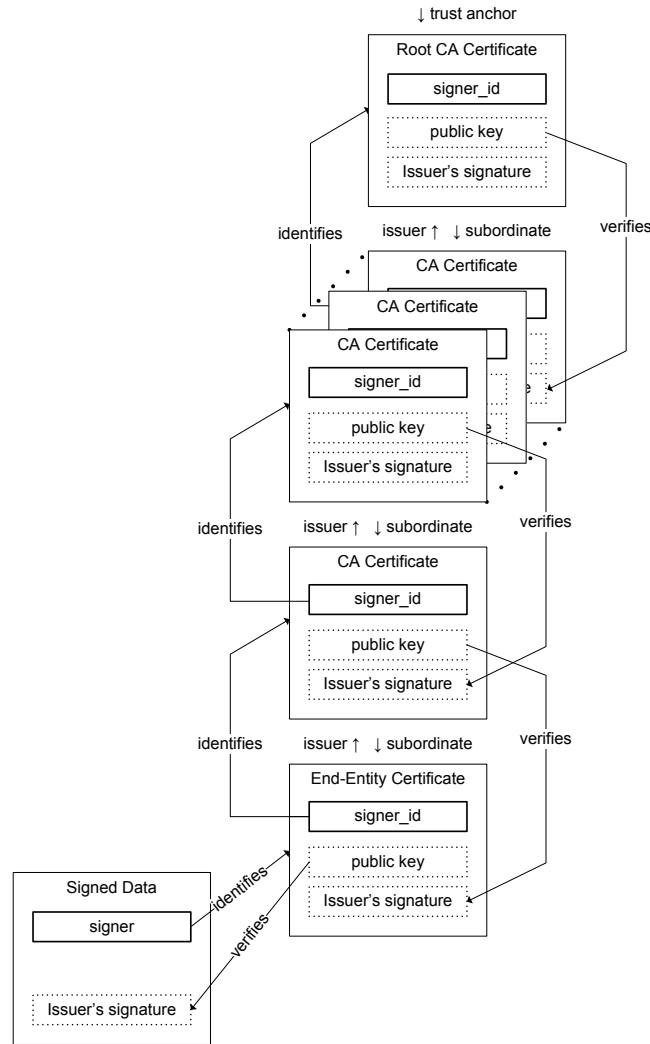 ↓ trust anchor
Root CA Certificate
signer_id
public key
Issuer's signature
identifies
issuer ↑ ↓ subordinate
verifies
CA Certificate
CA Certificate
CA Certificate
signer_id
public key
Issuer's signature
identifies
issuer ↑ ↓ subordinate
verifies
CA Certificate
signer_id
public key
Issuer's signature
identifies
issuer ↑ ↓ subordinate
verifies
End-Entity Certificate
signer_id
public key
Issuer's signature
Signed Data
signer
Issuer's signature
identifies
verifies